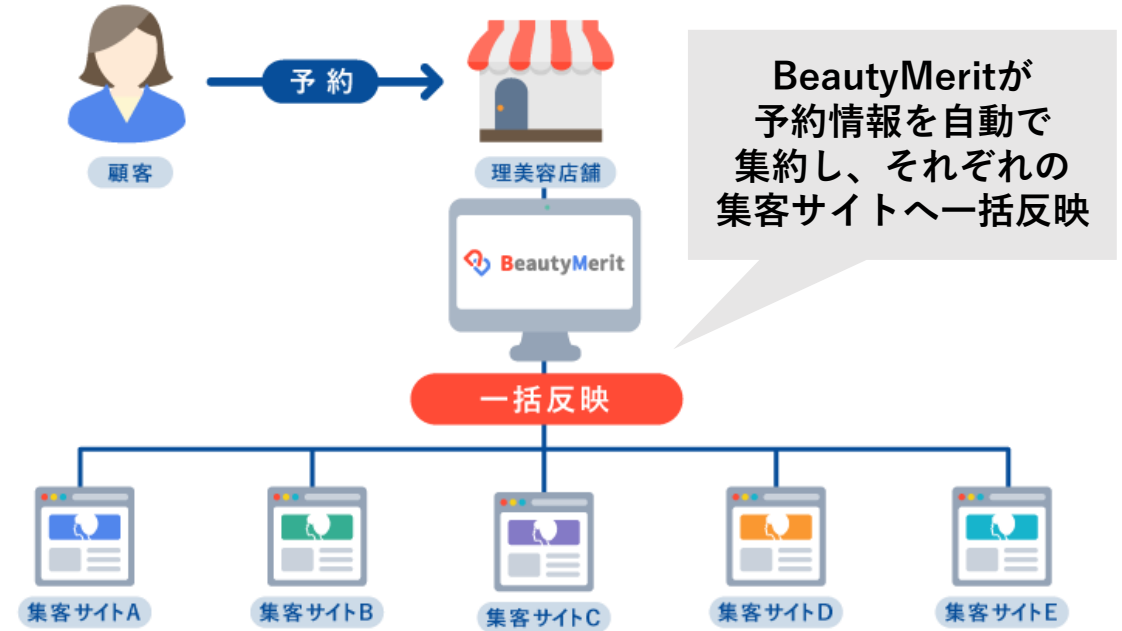 予約
顧客
理美容店舗
BeautyMeritが
予約情報を自動で
集約し、それぞれの
集客サイトへ一括反映
BeautyMerit
一括反映
集客サイトA
集客サイトB
集客サイトC
集客サイトD
集客サイトE